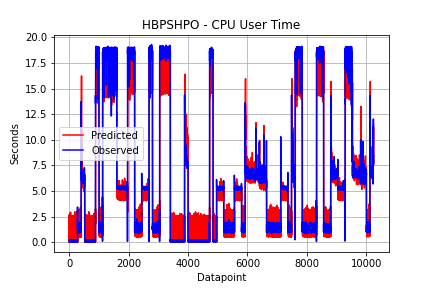 HBPSHPO - CPU User Time
20.0
17.5
15.0
12.5
10.0
7.5
5.0
2.5
0.0
Seconds
Predicted
Observed
0 2000 4000 6000 8000 10000
Datapoint